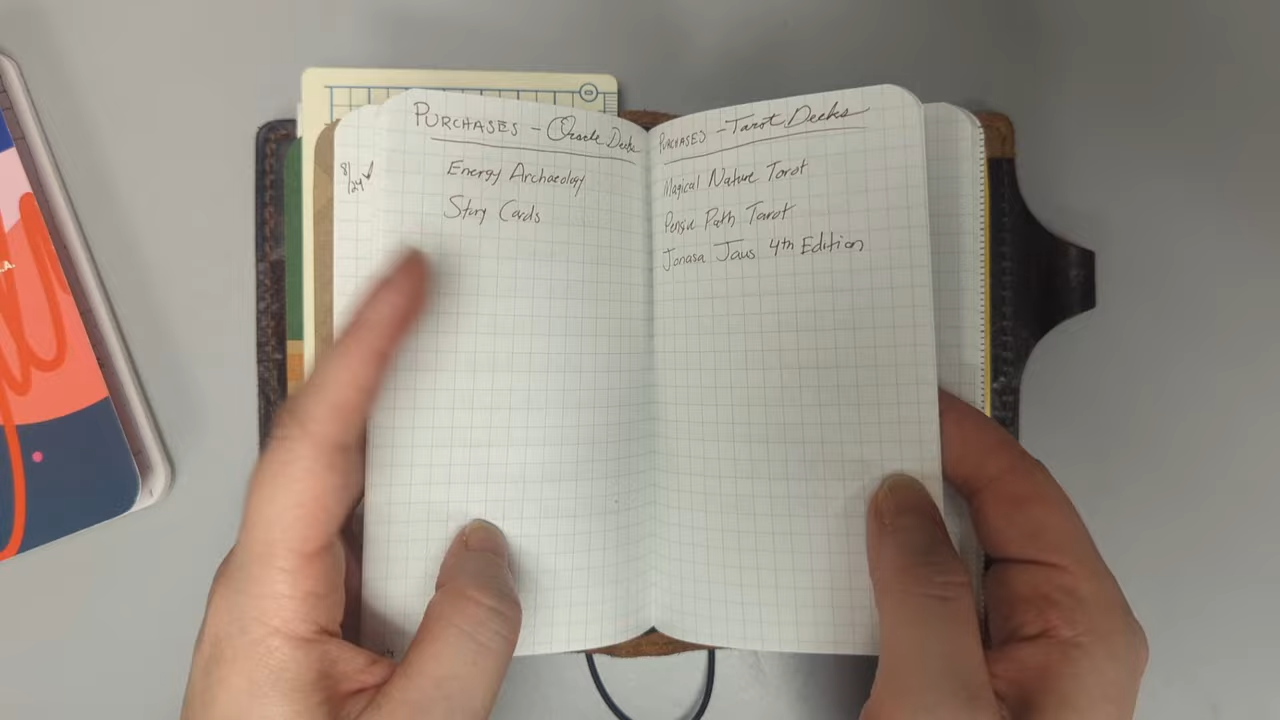 PURCHASES - Oracle Decks
8/24 ✓
Energy Archaeology
Story Cards
PURCHASES - Tarot Decks
Magical Nature Tarot
Pensue Path Tarot
Jonasa Jaus 4th Edition
A.